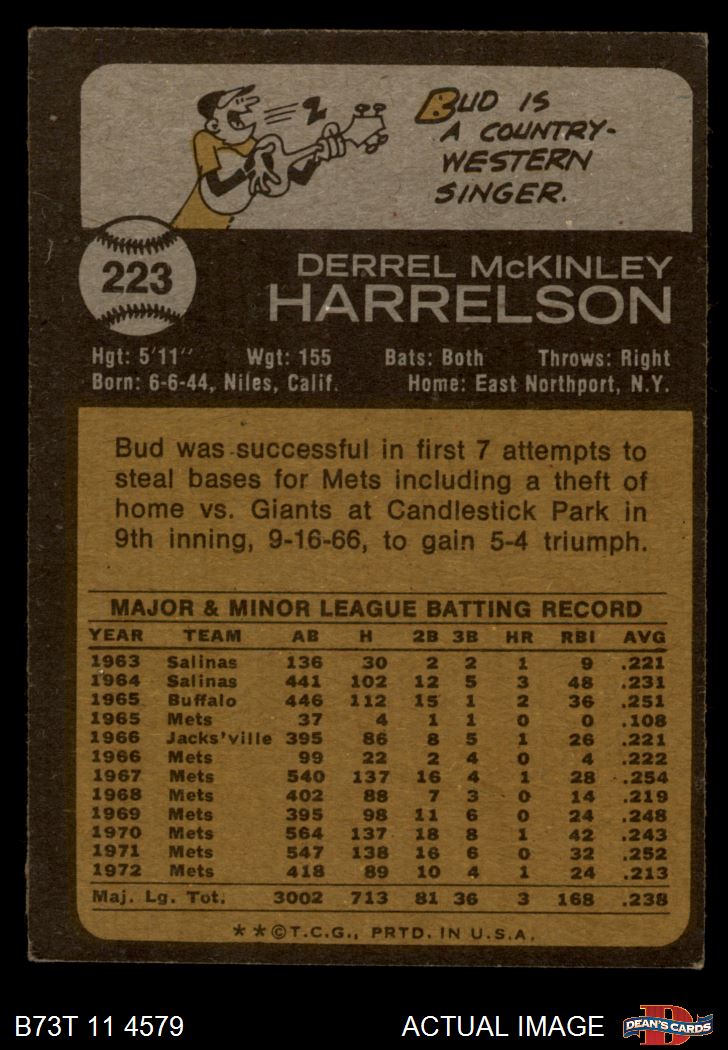 BUD IS
A COUNTRY-
WESTERN
SINGER.
223
DERREL McKINLEY
HARRELSON
Hgt: 5'11" Wgt: 155 Bats: Both Throws: Right
Born: 6-6-44, Niles, Calif. Home: East Northport, N.Y.
Bud was successful in first 7 attempts to
steal bases for Mets including a theft of
home vs. Giants at Candlestick Park in
9th inning, 9-16-66, to gain 5-4 triumph.
MAJOR & MINOR LEAGUE BATTING RECORD
YEAR TEAM AB H 2B 3B HR RBI AVG
1963 Salinas 136 30 2 2 1 9 .221
1964 Salinas 441 102 12 5 3 48 .231
1965 Buffalo 446 112 15 1 2 36 .251
1965 Mets 37 4 1 1 0 0 .108
1966 Jacks'ville 395 86 8 5 1 26 .221
1966 Mets 99 22 2 4 0 4 .222
1967 Mets 540 137 16 4 1 28 .254
1968 Mets 402 88 7 3 0 14 .219
1969 Mets 395 98 11 6 0 24 .248
1970 Mets 564 137 18 8 1 42 .243
1971 Mets 547 138 16 6 0 32 .252
1972 Mets 418 89 10 4 1 24 .213
Maj. Lg. Tot. 3002 713 81 36 3 168 .238
**©T.C.G., PRTD. IN U.S.A.
B73T 11 4579 ACTUAL IMAGE DEAN'S CARDS